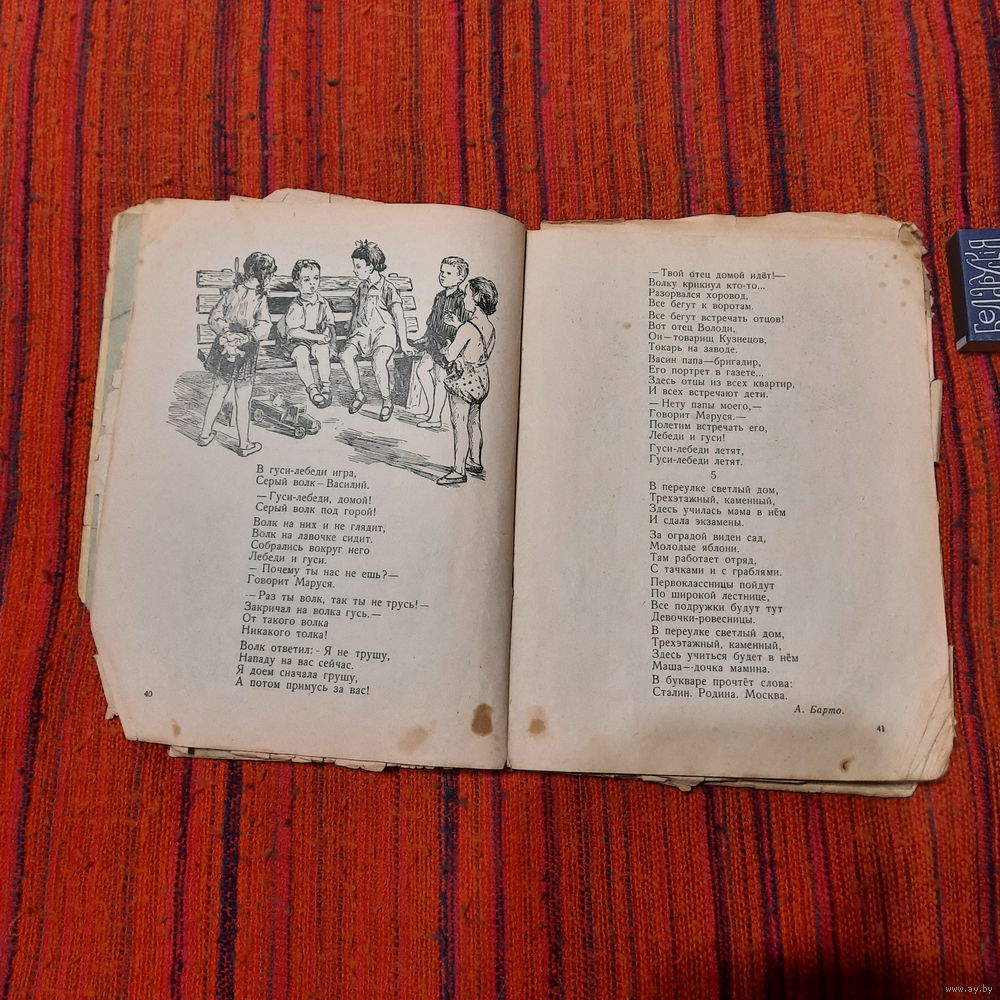 В гуси-лебеди игра,
Серый волк – Василий.
– Гуси-лебеди, домой!
Серый волк под горой!
Волк на них и не глядит,
Волк на лавочке сидит.
Собрались вокруг него
Лебеди и гуси.
– Почему ты нас не ешь? –
Говорит Маруся.
– Раз ты волк, так ты не трусь! –
Закричал на волка гусь. –
От такого волка
Никакого толка!
Волк ответил: - Я не трушу,
Нападу на вас сейчас.
Я доем сначала грушу,
А потом примусь за вас!
40
– Твой отец домой идёт! –
Волку крикнул кто-то...
Разорвался хоровод,
Все бегут к воротам.
Все бегут встречать отцов!
Вот отец Володи,
Он – товарищ Кузнецов,
Токарь на заводе.
Васин папа – бригадир,
Его портрет в газете...
Здесь отцы из всех квартир,
И всех встречают дети.
– Нету папы моего, –
Говорит Маруся. –
Полетим встречать его,
Лебеди и гуси!
Гуси-лебеди летят,
Гуси-лебеди летят.
5
В переулке светлый дом,
Трехэтажный, каменный,
Здесь училась мама в нём
И сдала экзамены.
За оградой виден сад,
Молодые яблони.
Там работает отряд,
С тачками и с граблями.
Первоклассницы пойдут
По широкой лестнице,
Все подружки будут тут
Девочки-ровесницы.
В переулке светлый дом,
Трехэтажный, каменный,
Здесь учиться будет в нём
Маша – дочка мамина.
В букваре прочтёт слова:
Сталин. Родина. Москва.
А. Барто.
41
www.ay.by